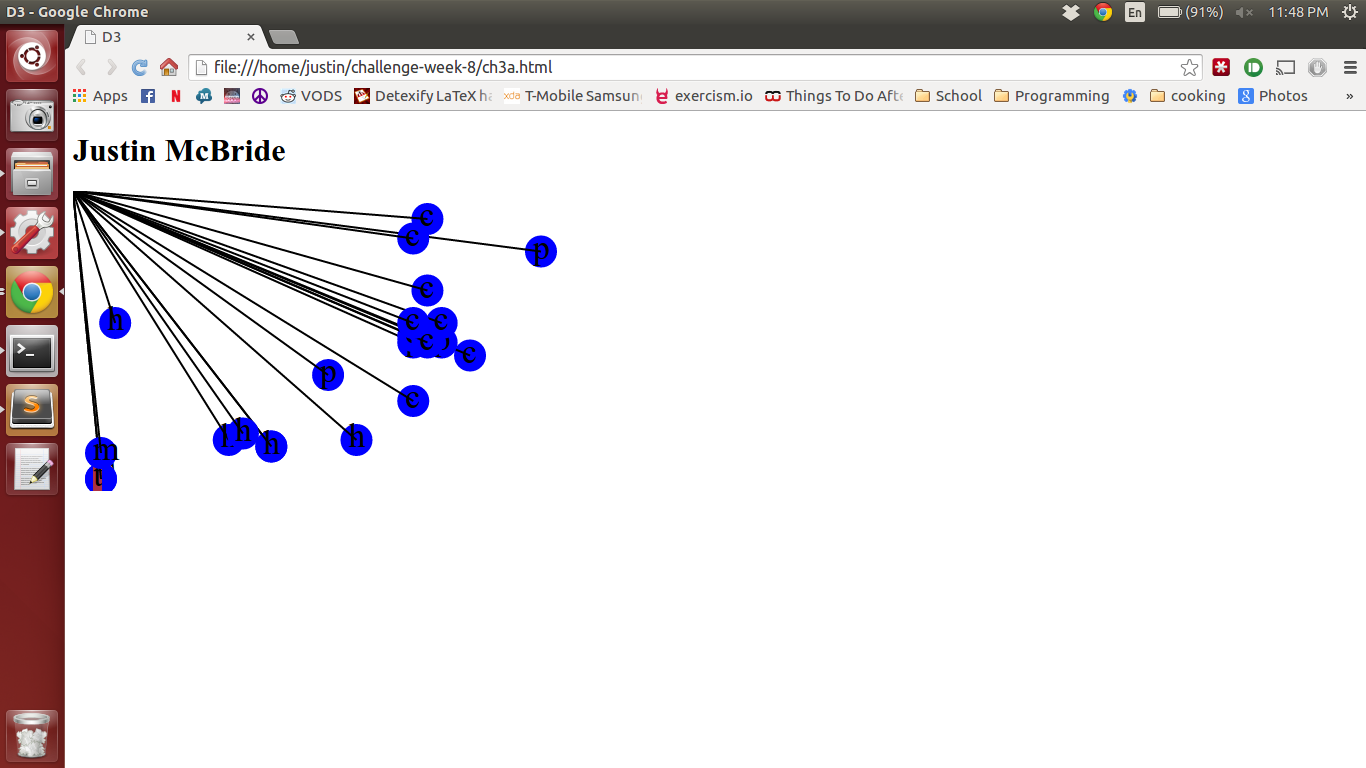 D3 - Google Chrome
En
(91%)
11:48 PM
D3
file:///home/justin/challenge-week-8/ch3a.html
Apps
VODS
Detexify LaTeX ha
T-Mobile Samsun
exercism.io
Things To Do Afte
School
Programming
cooking
Photos
»
Justin McBride
c
c
p
c
h
c
c
c
c
p
c
h
h
h
m
t